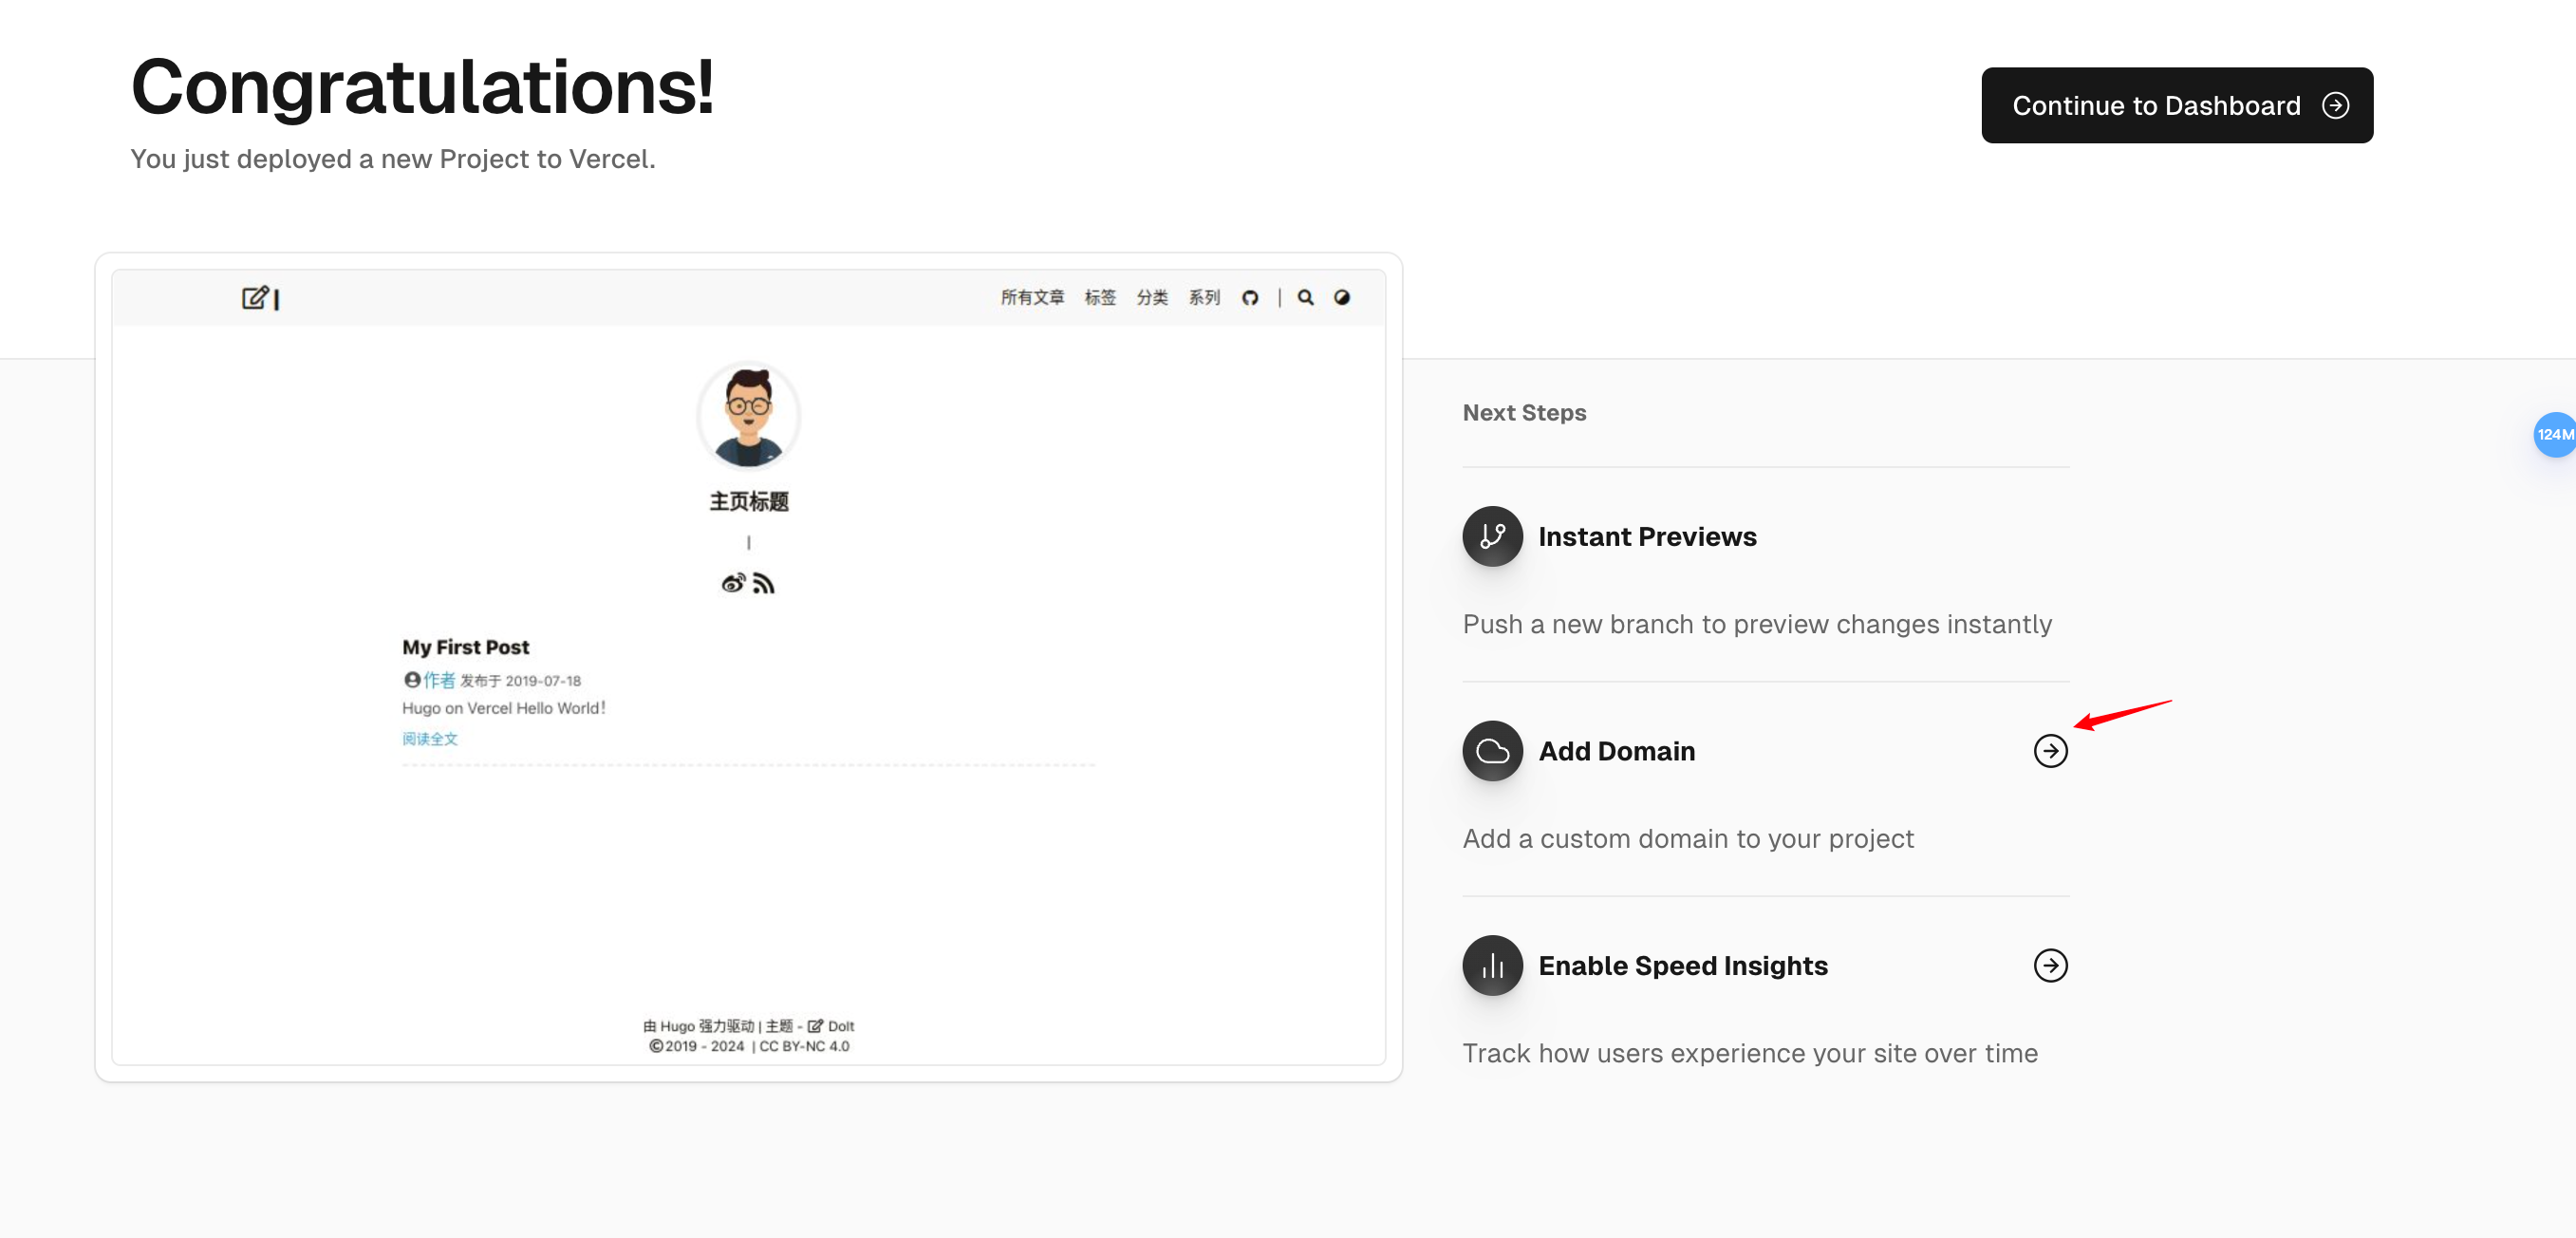 Congratulations!
You just deployed a new Project to Vercel.
Continue to Dashboard
所有文章 标签 分类 系列 |
主页标题
My First Post
作者 发布于 2019-07-18
Hugo on Vercel Hello World!
阅读全文
由 Hugo 强力驱动 | 主题 - DoIt
©2019 - 2024 | CC BY-NC 4.0
Next Steps
Instant Previews
Push a new branch to preview changes instantly
Add Domain
Add a custom domain to your project
Enable Speed Insights
Track how users experience your site over time
124M